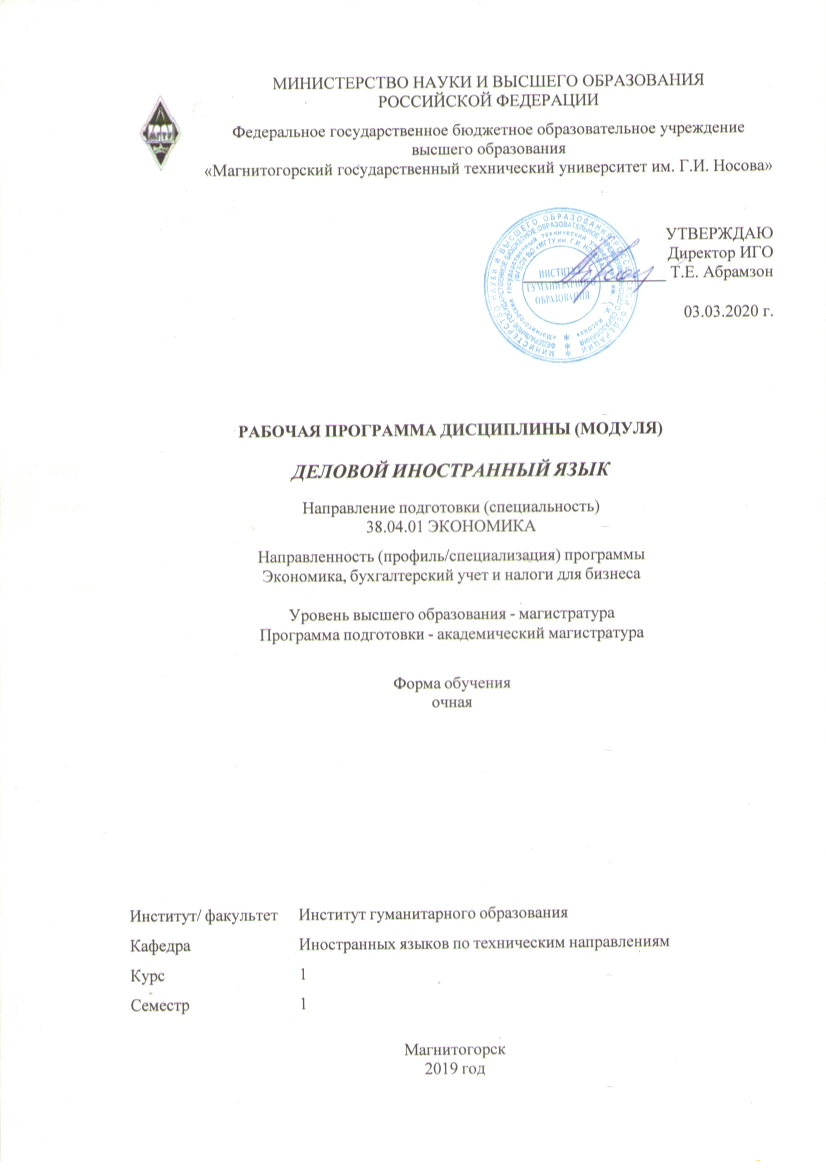 МИНИСТЕРСТВО НАУКИ И ВЫСШЕГО ОБРАЗОВАНИЯ
РОССИЙСКОЙ ФЕДЕРАЦИИ
Федеральное государственное бюджетное образовательное учреждение
высшего образования
«Магнитогорский государственный технический университет им. Г.И. Носова»
МГТУ
УТВЕРЖДАЮ
Директор ИГО
Т.Е. Абрамзон
03.03.2020 г.
ИНСТИТУТ
ГУМАНИТАРНОГО
ОБРАЗОВАНИЯ
РАБОЧАЯ ПРОГРАММА ДИСЦИПЛИНЫ (МОДУЛЯ)
ДЕЛОВОЙ ИНОСТРАННЫЙ ЯЗЫК
Направление подготовки (специальность)
38.04.01 ЭКОНОМИКА
Направленность (профиль/специализация) программы
Экономика, бухгалтерский учет и налоги для бизнеса
Уровень высшего образования - магистратура
Программа подготовки - академический магистратура
Форма обучения
очная
Институт/ факультет Институт гуманитарного образования
Кафедра Иностранных языков по техническим направлениям
Курс 1
Семестр 1
Магнитогорск
2019 год